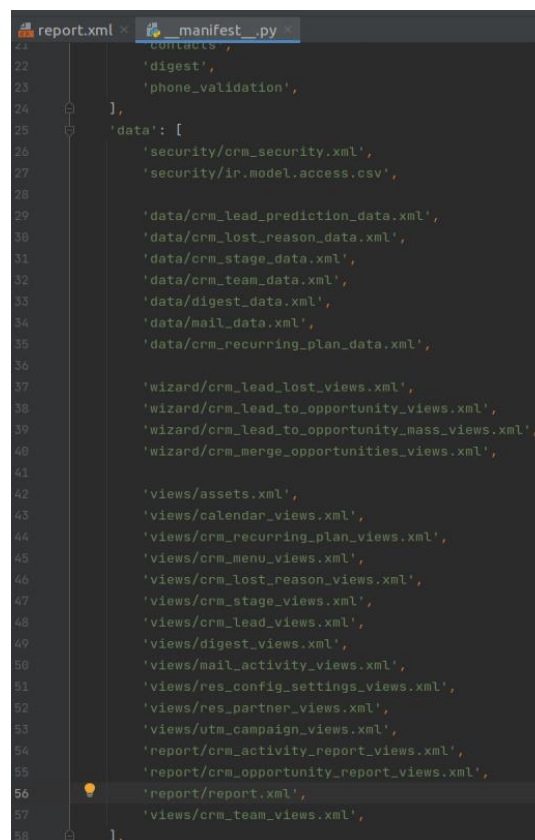 report.xml × __manifest__.py ×
21 'contacts',
22 'digest',
23 'phone_validation',
24 ],
25 'data': [
26 'security/crm_security.xml',
27 'security/ir.model.access.csv',
28
29 'data/crm_lead_prediction_data.xml',
30 'data/crm_lost_reason_data.xml',
31 'data/crm_stage_data.xml',
32 'data/crm_team_data.xml',
33 'data/digest_data.xml',
34 'data/mail_data.xml',
35 'data/crm_recurring_plan_data.xml',
36
37 'wizard/crm_lead_lost_views.xml',
38 'wizard/crm_lead_to_opportunity_views.xml',
39 'wizard/crm_lead_to_opportunity_mass_views.xml',
40 'wizard/crm_merge_opportunities_views.xml',
41
42 'views/assets.xml',
43 'views/calendar_views.xml',
44 'views/crm_recurring_plan_views.xml',
45 'views/crm_menu_views.xml',
46 'views/crm_lost_reason_views.xml',
47 'views/crm_stage_views.xml',
48 'views/crm_lead_views.xml',
49 'views/digest_views.xml',
50 'views/mail_activity_views.xml',
51 'views/res_config_settings_views.xml',
52 'views/res_partner_views.xml',
53 'views/utm_campaign_views.xml',
54 'report/crm_activity_report_views.xml',
55 'report/crm_opportunity_report_views.xml',
56 'report/report.xml',
57 'views/crm_team_views.xml',
58 ],